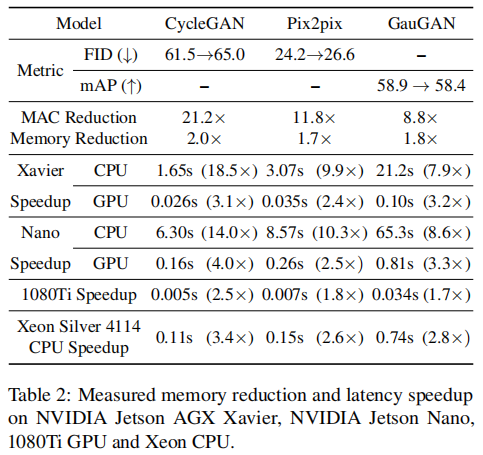 Model CycleGAN Pix2pix GauGAN
Metric FID (↓) 61.5→65.0 24.2→26.6 –
mAP (↑) – – 58.9 → 58.4
MAC Reduction 21.2× 11.8× 8.8×
Memory Reduction 2.0× 1.7× 1.8×
Xavier CPU 1.65s (18.5×) 3.07s (9.9×) 21.2s (7.9×)
Speedup GPU 0.026s (3.1×) 0.035s (2.4×) 0.10s (3.2×)
Nano CPU 6.30s (14.0×) 8.57s (10.3×) 65.3s (8.6×)
Speedup GPU 0.16s (4.0×) 0.26s (2.5×) 0.81s (3.3×)
1080Ti Speedup 0.005s (2.5×) 0.007s (1.8×) 0.034s (1.7×)
Xeon Silver 4114
CPU Speedup 0.11s (3.4×) 0.15s (2.6×) 0.74s (2.8×)
Table 2: Measured memory reduction and latency speedup
on NVIDIA Jetson AGX Xavier, NVIDIA Jetson Nano,
1080Ti GPU and Xeon CPU.